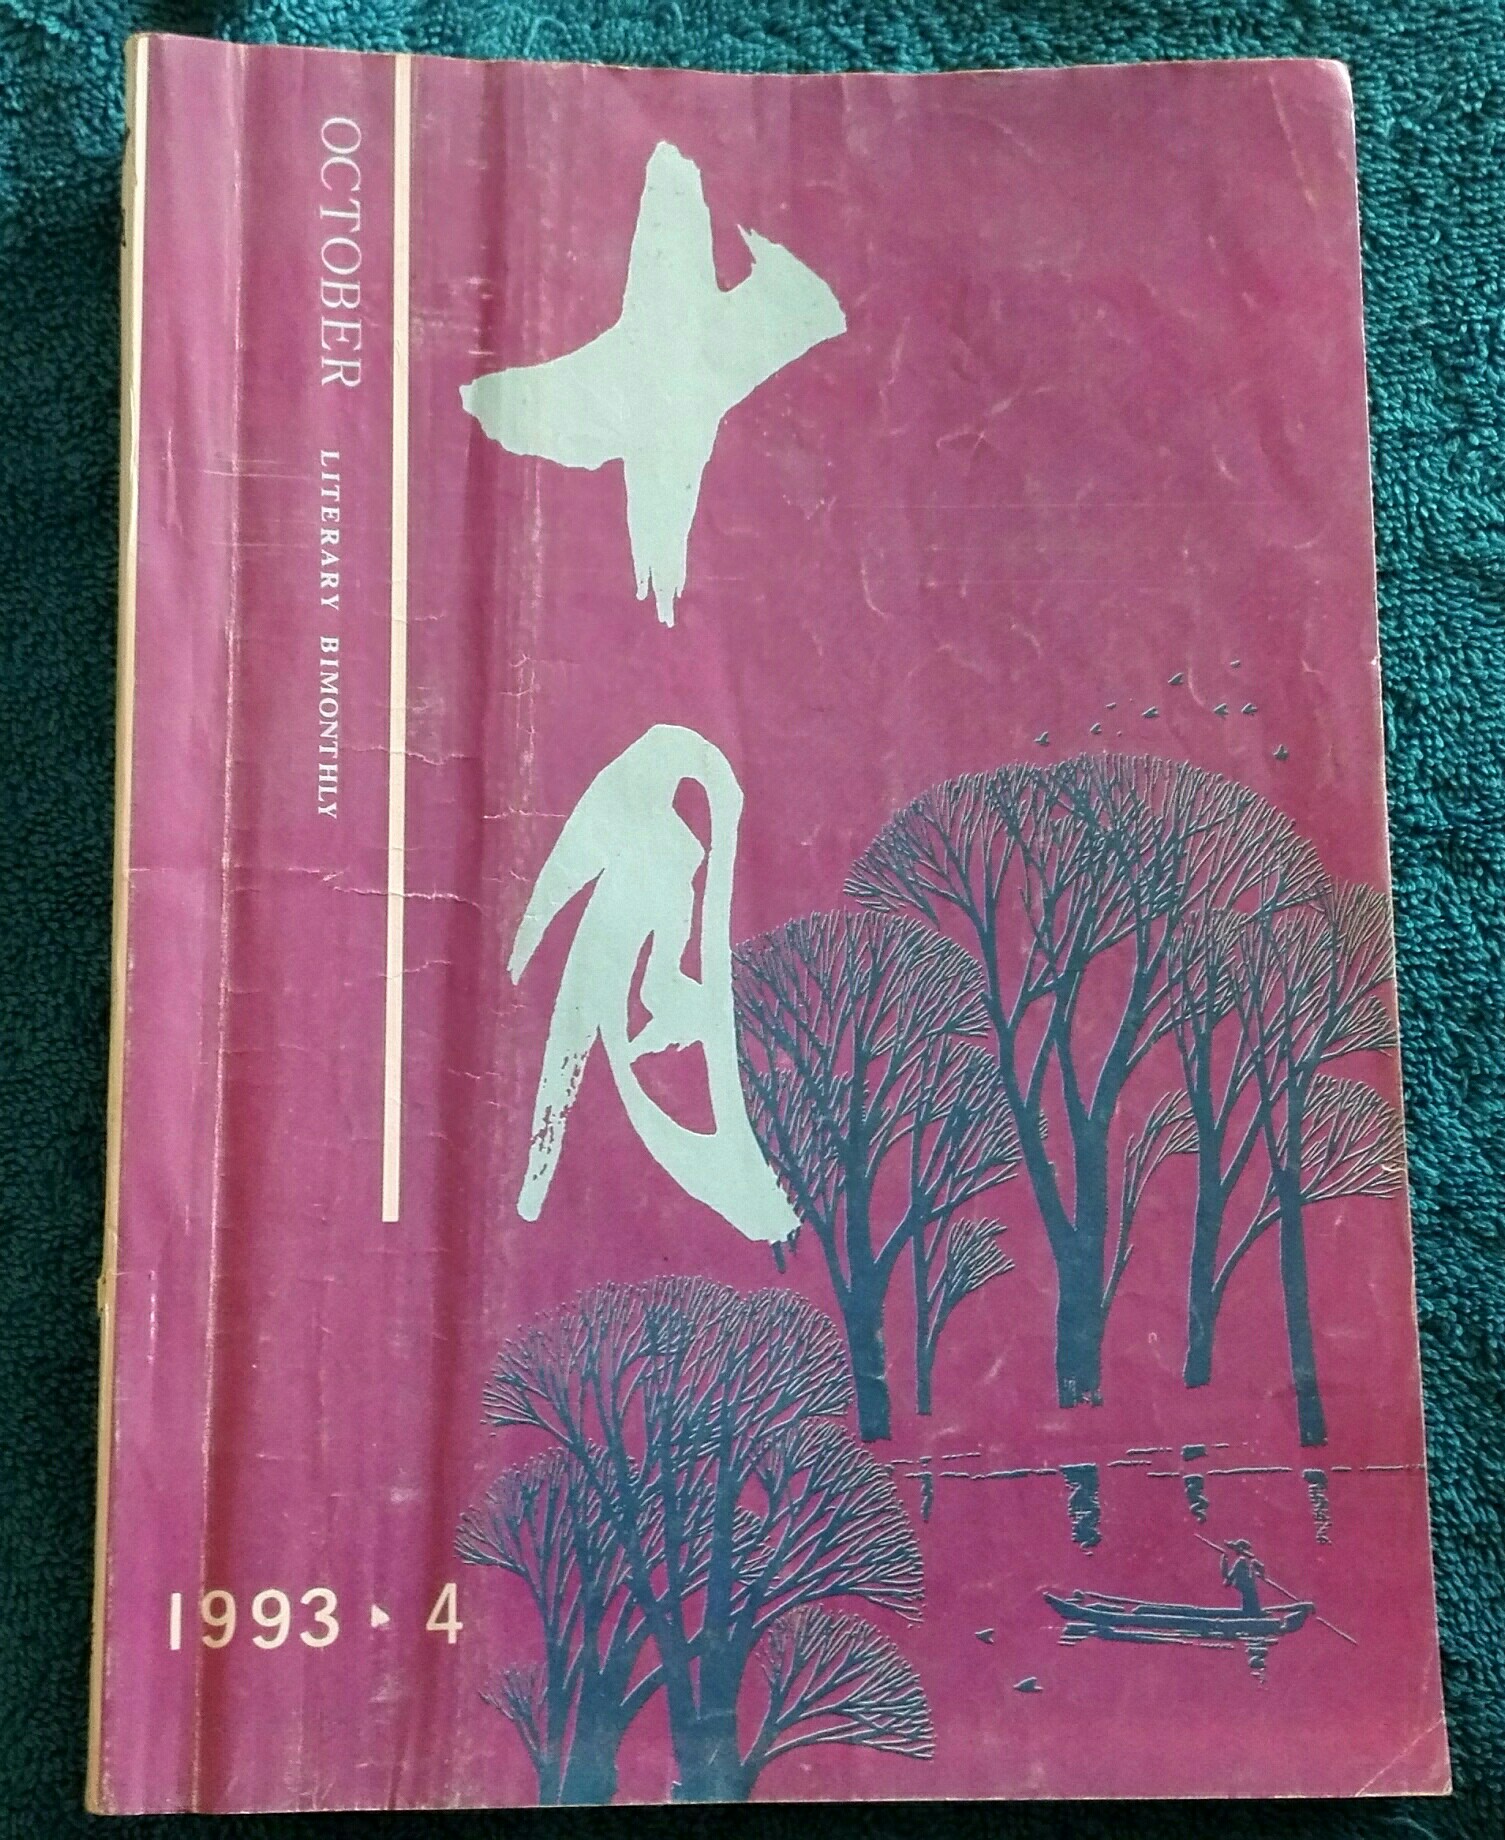 十月
OCTOBER LITERARY BIMONTHLY
1993▸4